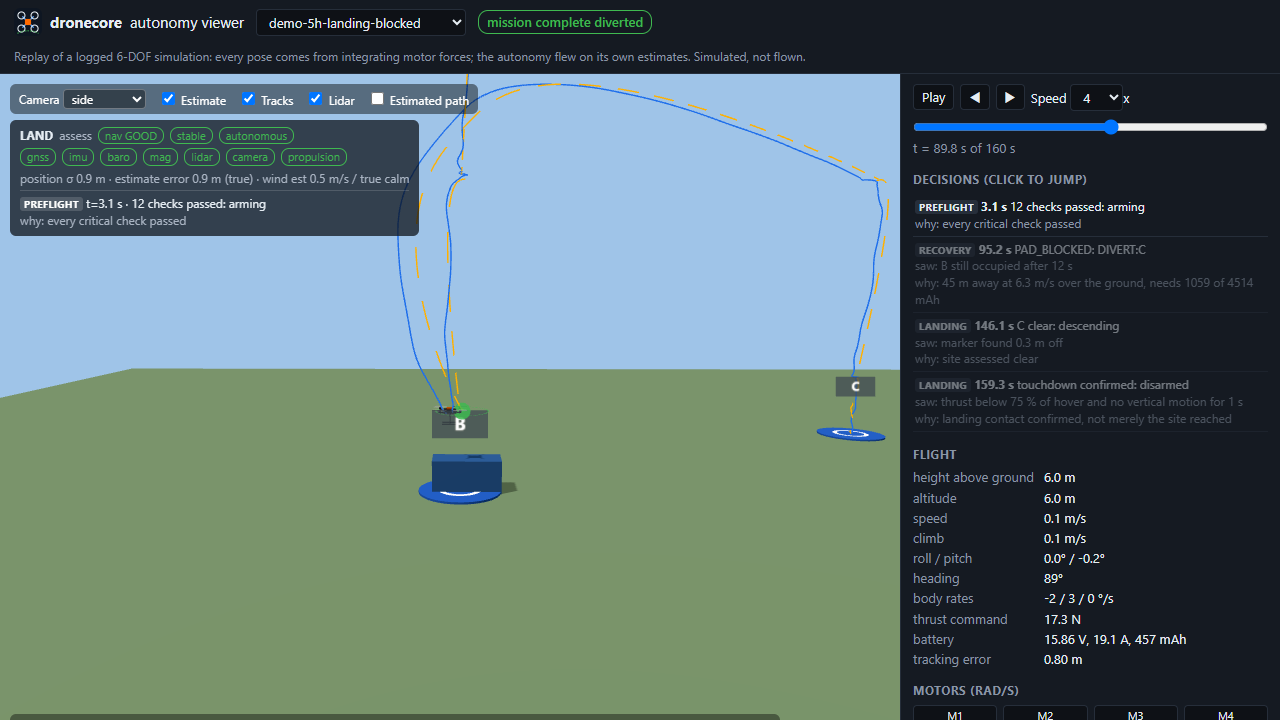 dronecore autonomy viewer demo-5h-landing-blocked mission complete diverted
Replay of a logged 6-DOF simulation: every pose comes from integrating motor forces; the autonomy flew on its own estimates. Simulated, not flown.
Camera side Estimate Tracks Lidar Estimated path
LAND assess nav GOOD stable autonomous
gnss imu baro mag lidar camera propulsion
position σ 0.9 m · estimate error 0.9 m (true) · wind est 0.5 m/s / true calm
PREFLIGHT t=3.1 s · 12 checks passed: arming
why: every critical check passed
B
C
Play ◀ ▶ Speed 4 x
t = 89.8 s of 160 s
DECISIONS (CLICK TO JUMP)
PREFLIGHT 3.1 s 12 checks passed: arming
why: every critical check passed
RECOVERY 95.2 s PAD_BLOCKED: DIVERT:C
saw: B still occupied after 12 s
why: 45 m away at 6.3 m/s over the ground, needs 1059 of 4514
mAh
LANDING 146.1 s C clear: descending
saw: marker found 0.3 m off
why: site assessed clear
LANDING 159.3 s touchdown confirmed: disarmed
saw: thrust below 75 % of hover and no vertical motion for 1 s
why: landing contact confirmed, not merely the site reached
FLIGHT
height above ground 6.0 m
altitude 6.0 m
speed 0.1 m/s
climb 0.1 m/s
roll / pitch 0.0° / -0.2°
heading 89°
body rates -2 / 3 / 0 °/s
thrust command 17.3 N
battery 15.86 V, 19.1 A, 457 mAh
tracking error 0.80 m
MOTORS (RAD/S)
M1 M2 M3 M4